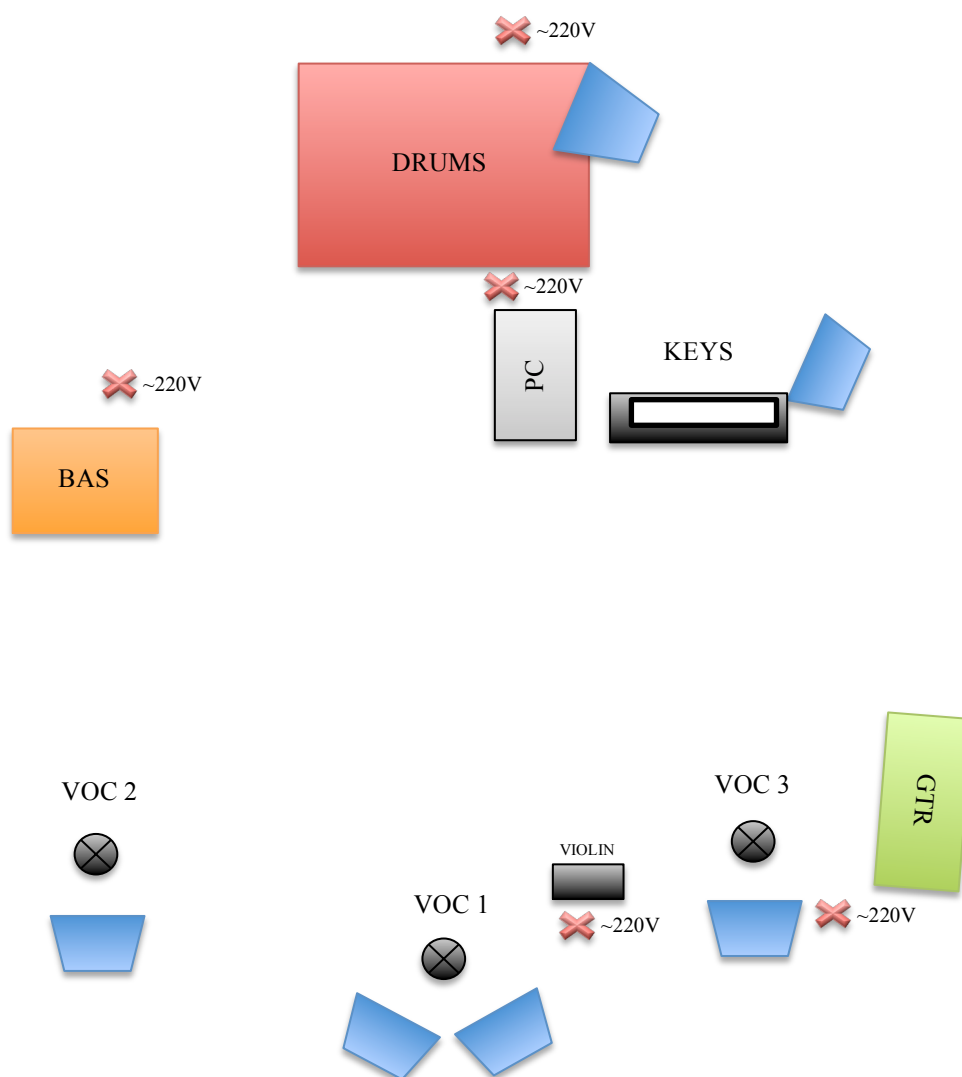 ~220V
DRUMS
~220V
PC
KEYS
~220V
BAS
GTR
VOC 2
VOC 3
VIOLIN
VOC 1
~220V
~220V